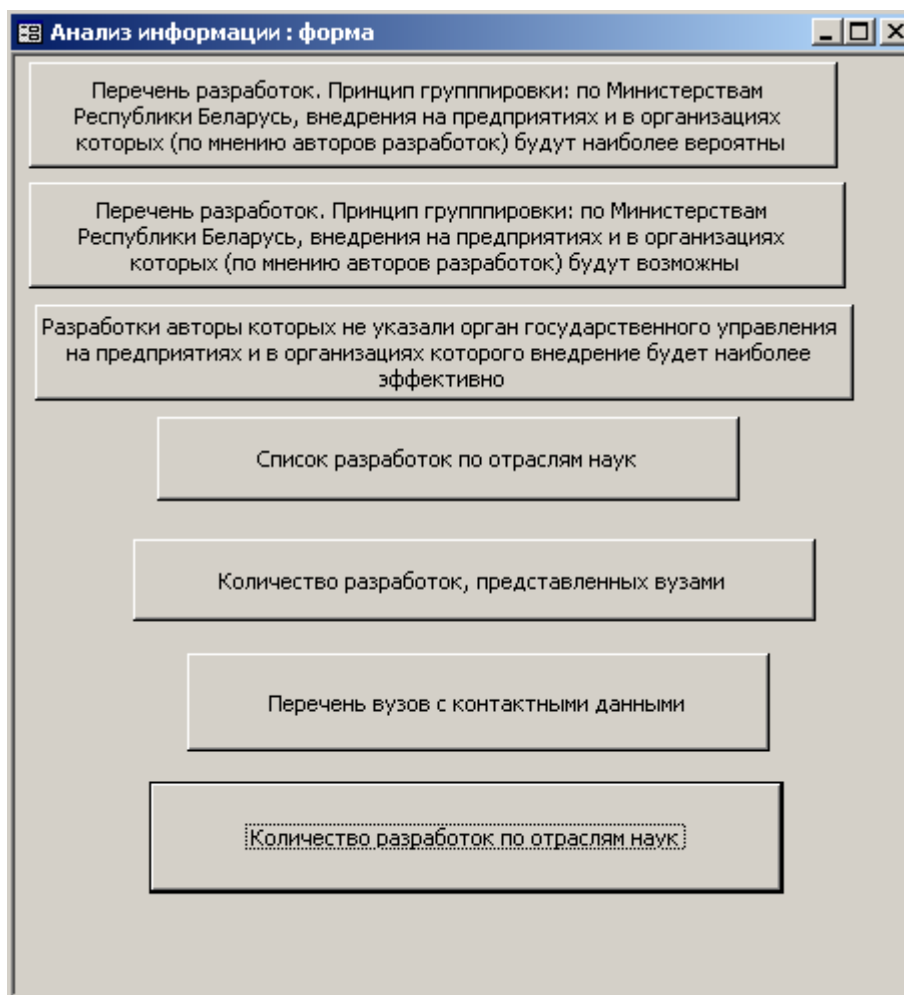 Анализ информации : форма
Перечень разработок. Принцип групппировки: по Министерствам
Республики Беларусь, внедрения на предприятиях и в организациях
которых (по мнению авторов разработок) будут наиболее вероятны
Перечень разработок. Принцип групппировки: по Министерствам
Республики Беларусь, внедрения на предприятиях и в организациях
которых (по мнению авторов разработок) будут возможны
Разработки авторы которых не указали орган государственного управления
на предприятиях и в организациях которого внедрение будет наиболее
эффективно
Список разработок по отраслям наук
Количество разработок, представленных вузами
Перечень вузов с контактными данными
Количество разработок по отраслям наук